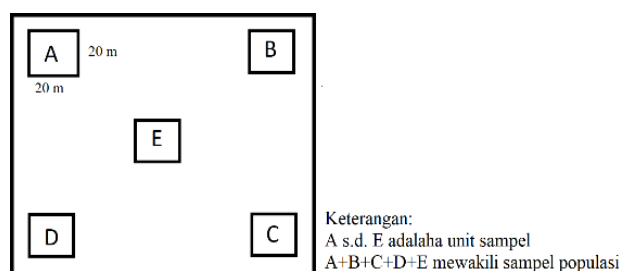 A
20 m
B
20 m
E
D
C
Keterangan:
A s.d. E adalaha unit sampel
A+B+C+D+E mewakili sampel populasi